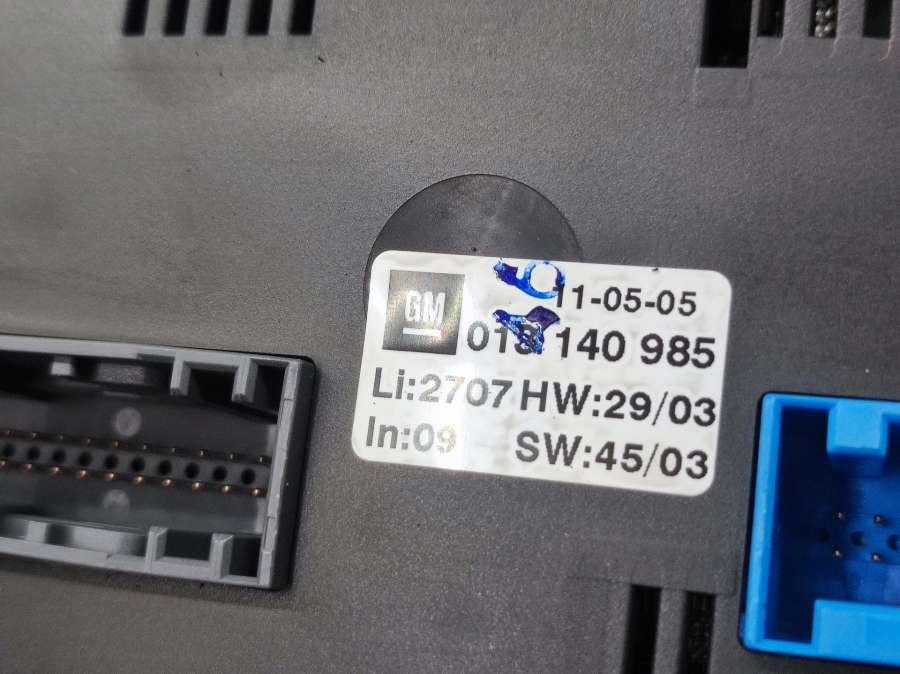 GM
11-05-05
013 140 985
Li:2707 HW:29/03
In:09 SW:45/03